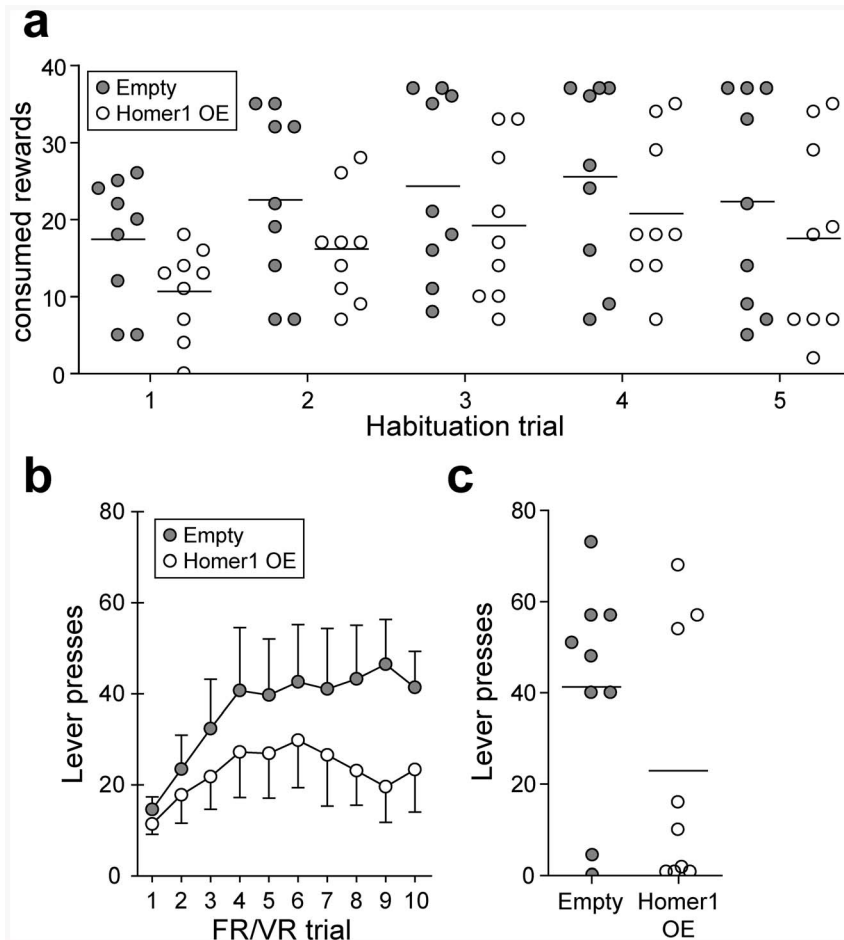 a
40
30
20
10
0
consumed rewards
Empty
Homer1 OE
1 2 3 4 5
Habituation trial
b
80
60
40
20
0
Lever presses
Empty
Homer1 OE
1 2 3 4 5 6 7 8 9 10
FR/VR trial
c
80
60
40
20
0
Lever presses
Empty Homer1
OE